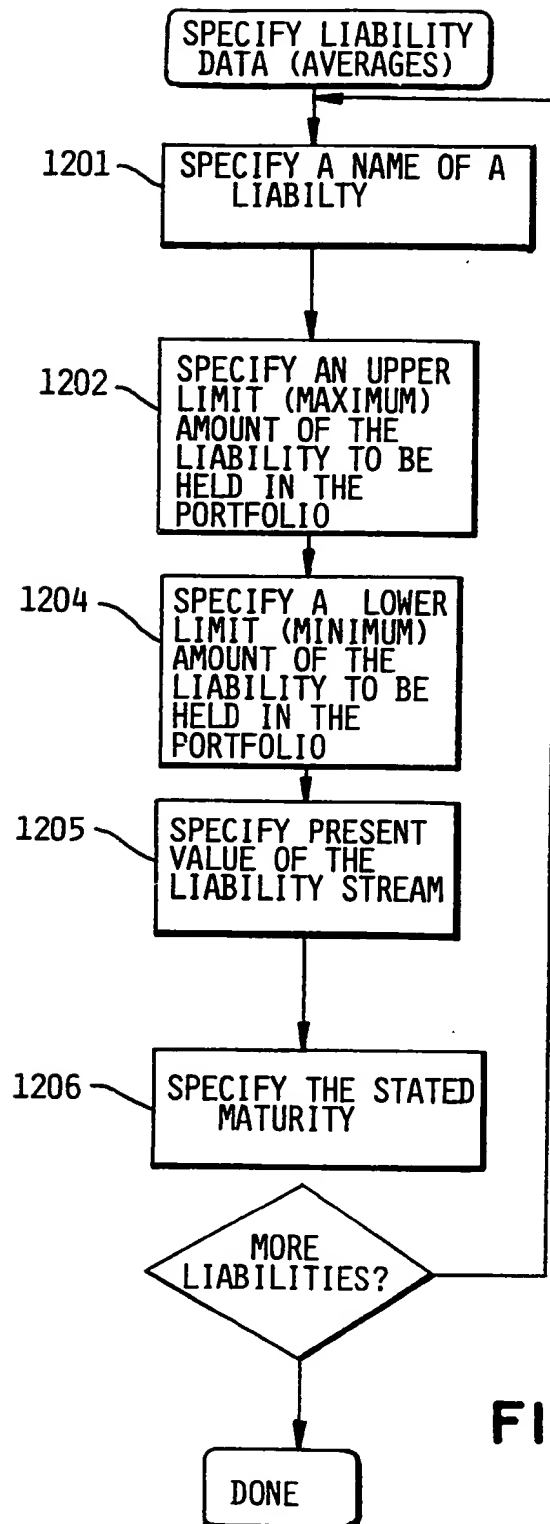 SPECIFY LIABILITY
DATA (AVERAGES)
1201
SPECIFY A NAME OF A
LIABILTY
1202
SPECIFY AN UPPER
LIMIT (MAXIMUM)
AMOUNT OF THE
LIABILITY TO BE
HELD IN THE
PORTFOLIO
1204
SPECIFY A LOWER
LIMIT (MINIMUM)
AMOUNT OF THE
LIABILITY TO BE
HELD IN THE
PORTFOLIO
1205
SPECIFY PRESENT
VALUE OF THE
LIABILITY STREAM
1206
SPECIFY THE STATED
MATURITY
MORE
LIABILITIES?
FI
DONE